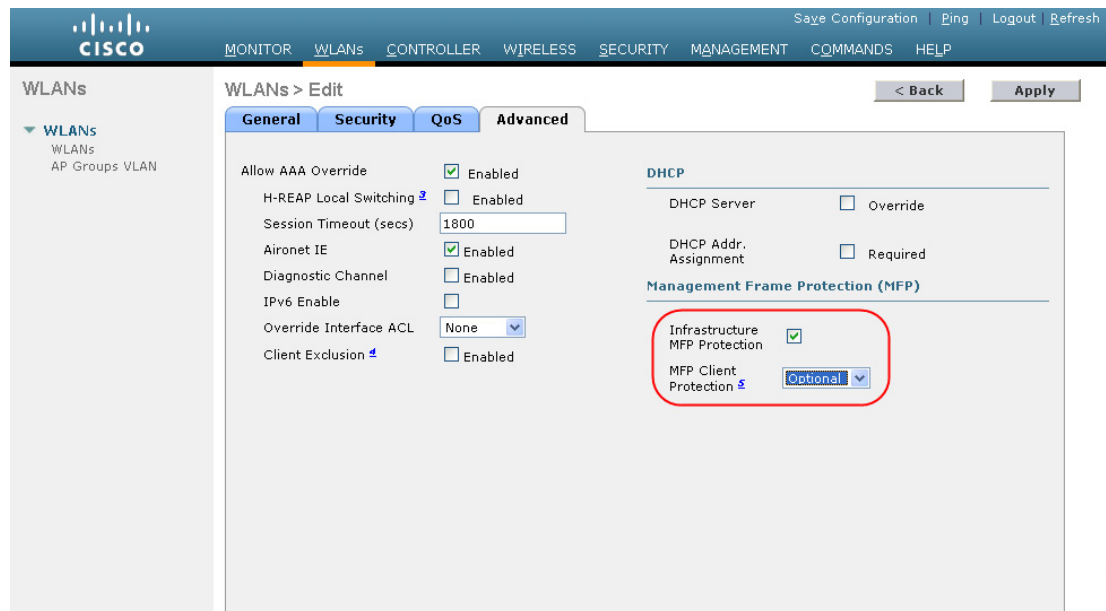 Save Configuration | Ping | Logout | Refresh
CISCO
MONITOR WLANs CONTROLLER WIRELESS SECURITY MANAGEMENT COMMANDS HELP
WLANs
WLANs
WLANs
AP Groups VLAN
WLANs > Edit
< Back
Apply
General Security QoS Advanced
Allow AAA Override Enabled
H-REAP Local Switching 3 Enabled
Session Timeout (secs) 1800
Aironet IE Enabled
Diagnostic Channel Enabled
IPv6 Enable
Override Interface ACL None
Client Exclusion 4 Enabled
DHCP
DHCP Server Override
DHCP Addr.
Assignment Required
Management Frame Protection (MFP)
Infrastructure
MFP Protection
MFP Client
Protection 5 Optional